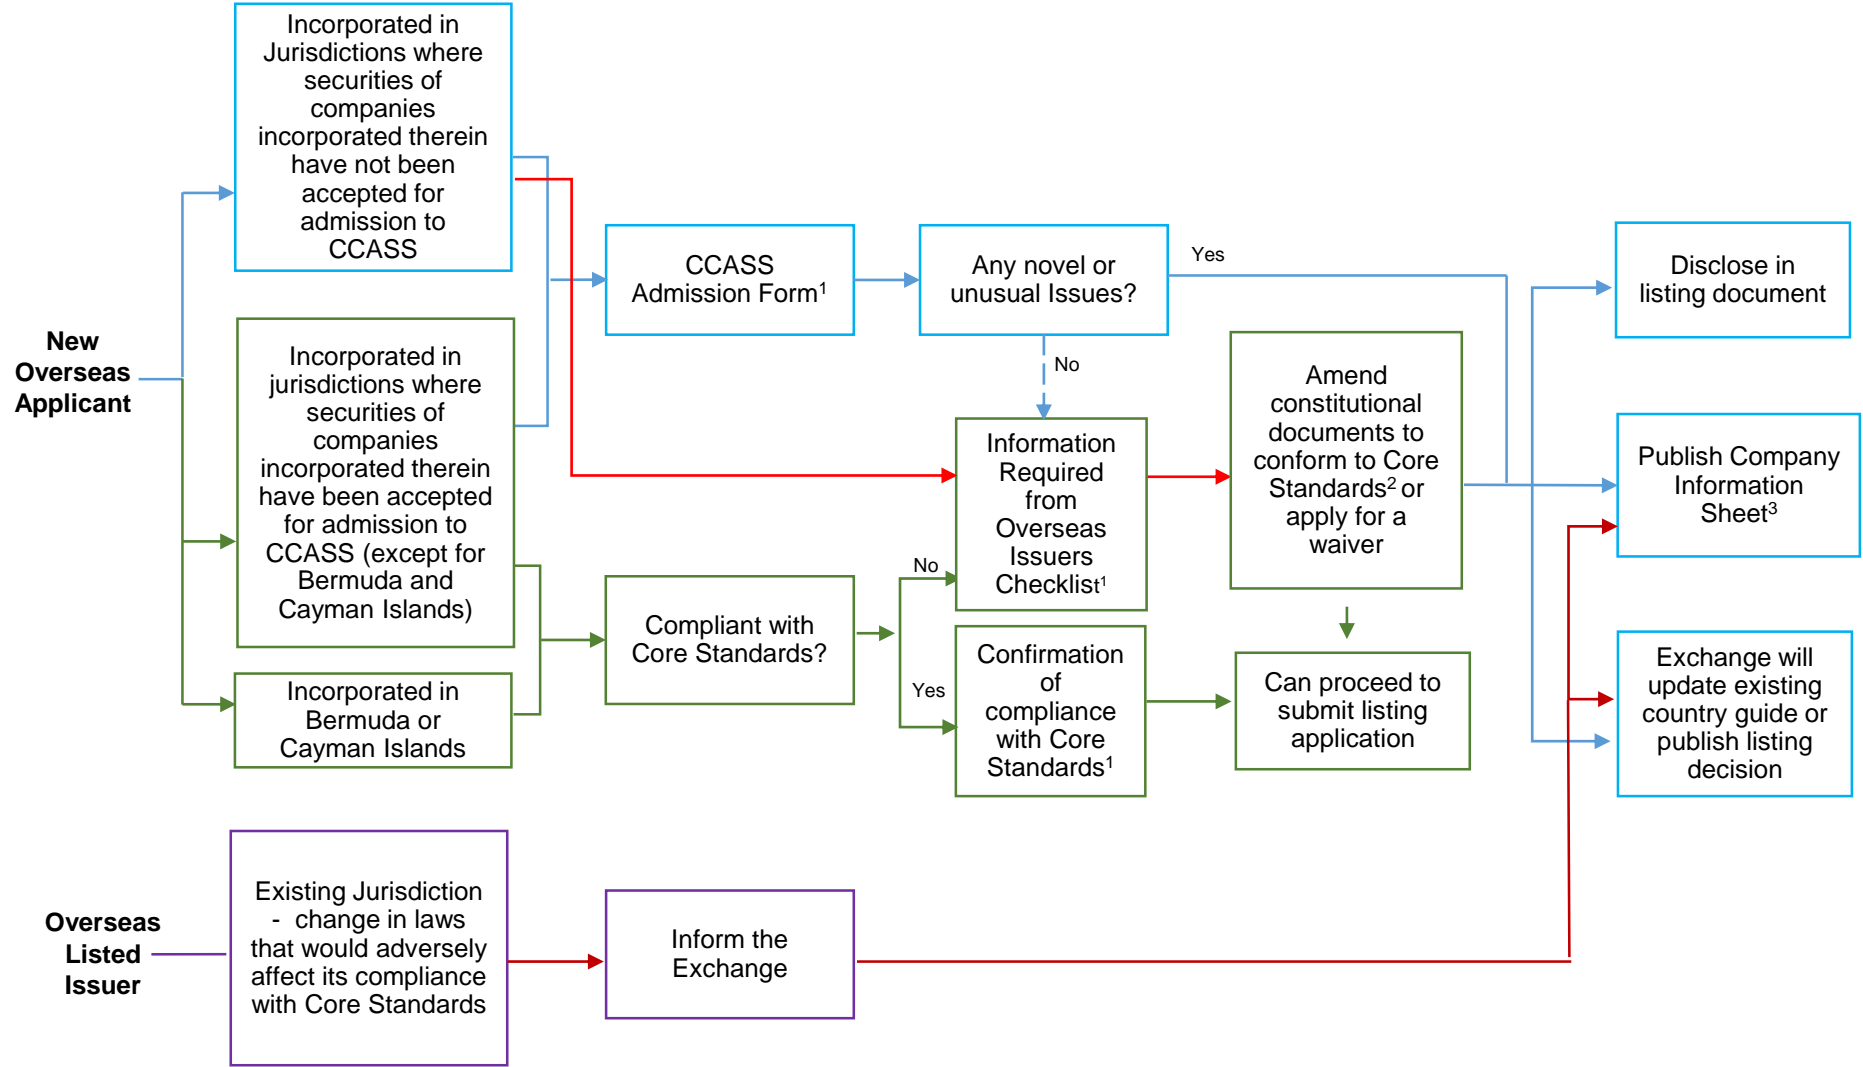 Incorporated in
Jurisdictions where
securities of
companies
incorporated therein
have not been
accepted for
admission to
CCASS
CCASS
Admission Form¹
Any novel or
unusual Issues?
Yes
Disclose in
listing document
New
Overseas
Applicant
Incorporated in
jurisdictions where
securities of
companies
incorporated therein
have been accepted
for admission to
CCASS (except for
Bermuda and
Cayman Islands)
No
Information
Required
from
Overseas
Issuers
Checklist¹
Amend
constitutional
documents to
conform to Core
Standards² or
apply for a
waiver
Publish Company
Information
Sheet³
No
Compliant with
Core Standards?
Yes
Confirmation
of
compliance
with Core
Standards¹
Can proceed to
submit listing
application
Exchange will
update existing
country guide or
publish listing
decision
Incorporated in
Bermuda or
Cayman Islands
Overseas
Listed
Issuer
Existing Jurisdiction
- change in laws
that would adversely
affect its compliance
with Core Standards
Inform the
Exchange